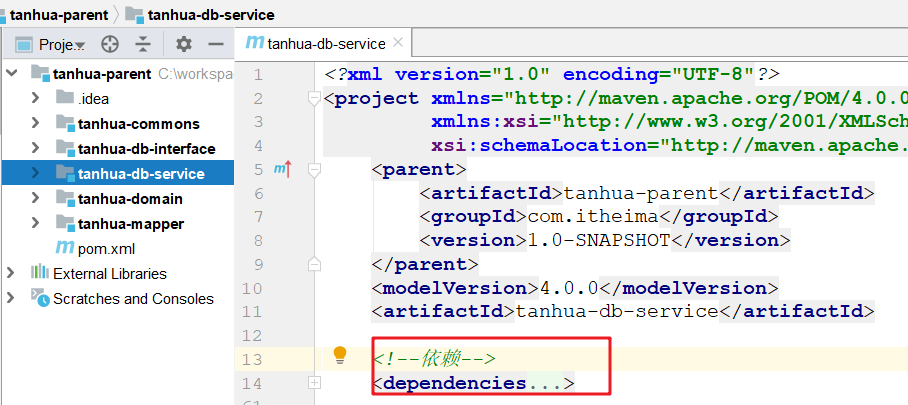 tanhua-parent tanhua-db-service
Proje
tanhua-db-service
tanhua-parent C:\workspa
.idea
tanhua-commons
tanhua-db-interface
tanhua-db-service
tanhua-domain
tanhua-mapper
pom.xml
External Libraries
Scratches and Consoles
1 <?xml version="1.0" encoding="UTF-8"?>
2 <project xmlns="http://maven.apache.org/POM/4.0.0
3 xmlns:xsi="http://www.w3.org/2001/XMLSch
4 xsi:schemaLocation="http://maven.apache.
5 <parent>
6 <artifactId>tanhua-parent</artifactId>
7 <groupId>com.itheima</groupId>
8 <version>1.0-SNAPSHOT</version>
9 </parent>
10 <modelVersion>4.0.0</modelVersion>
11 <artifactId>tanhua-db-service</artifactId>
12
13 <!--依赖-->
14 <dependencies...>